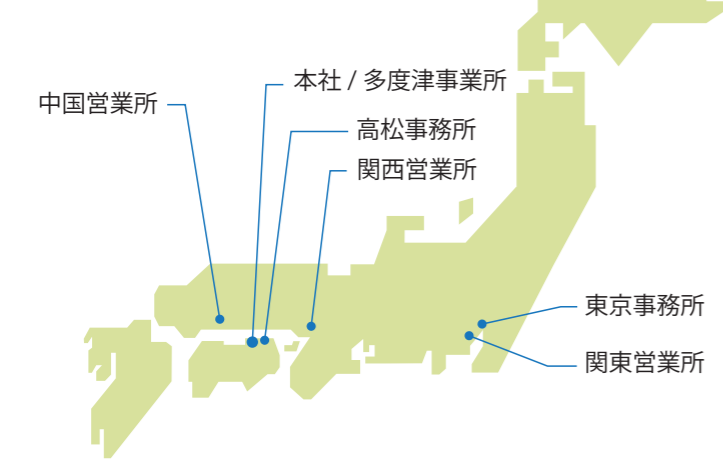 本社 / 多度津事業所
中国営業所
高松事務所
関西営業所
東京事務所
関東営業所